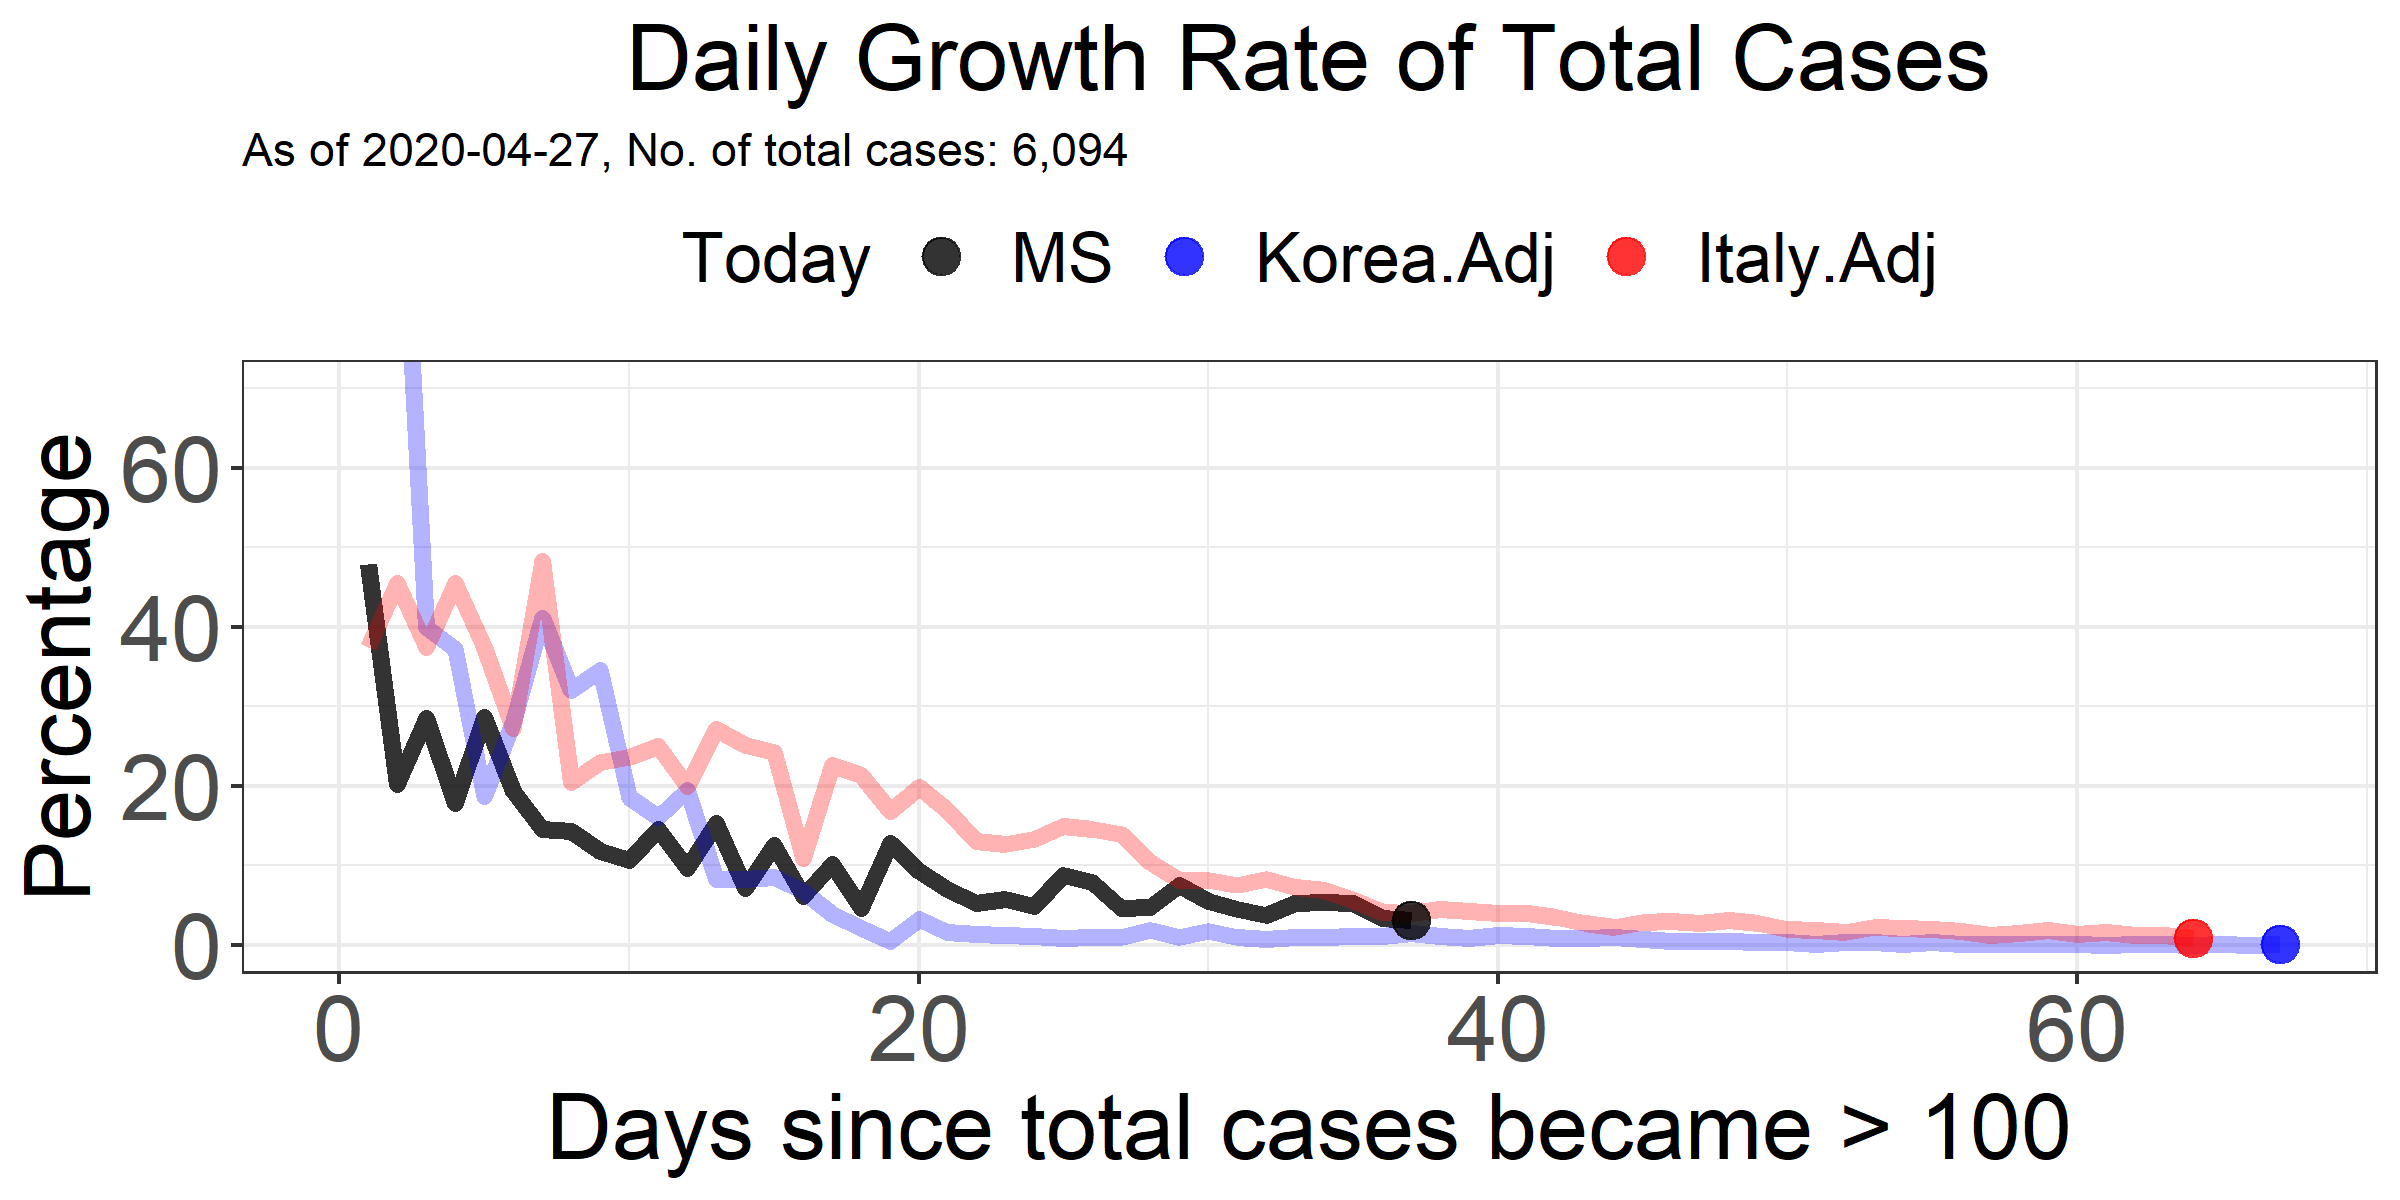 Daily Growth Rate of Total Cases
As of 2020-04-27, No. of total cases: 6,094
Today MS Korea.Adj Italy.Adj
Percentage
60
40
20
0
0 20 40 60
Days since total cases became > 100